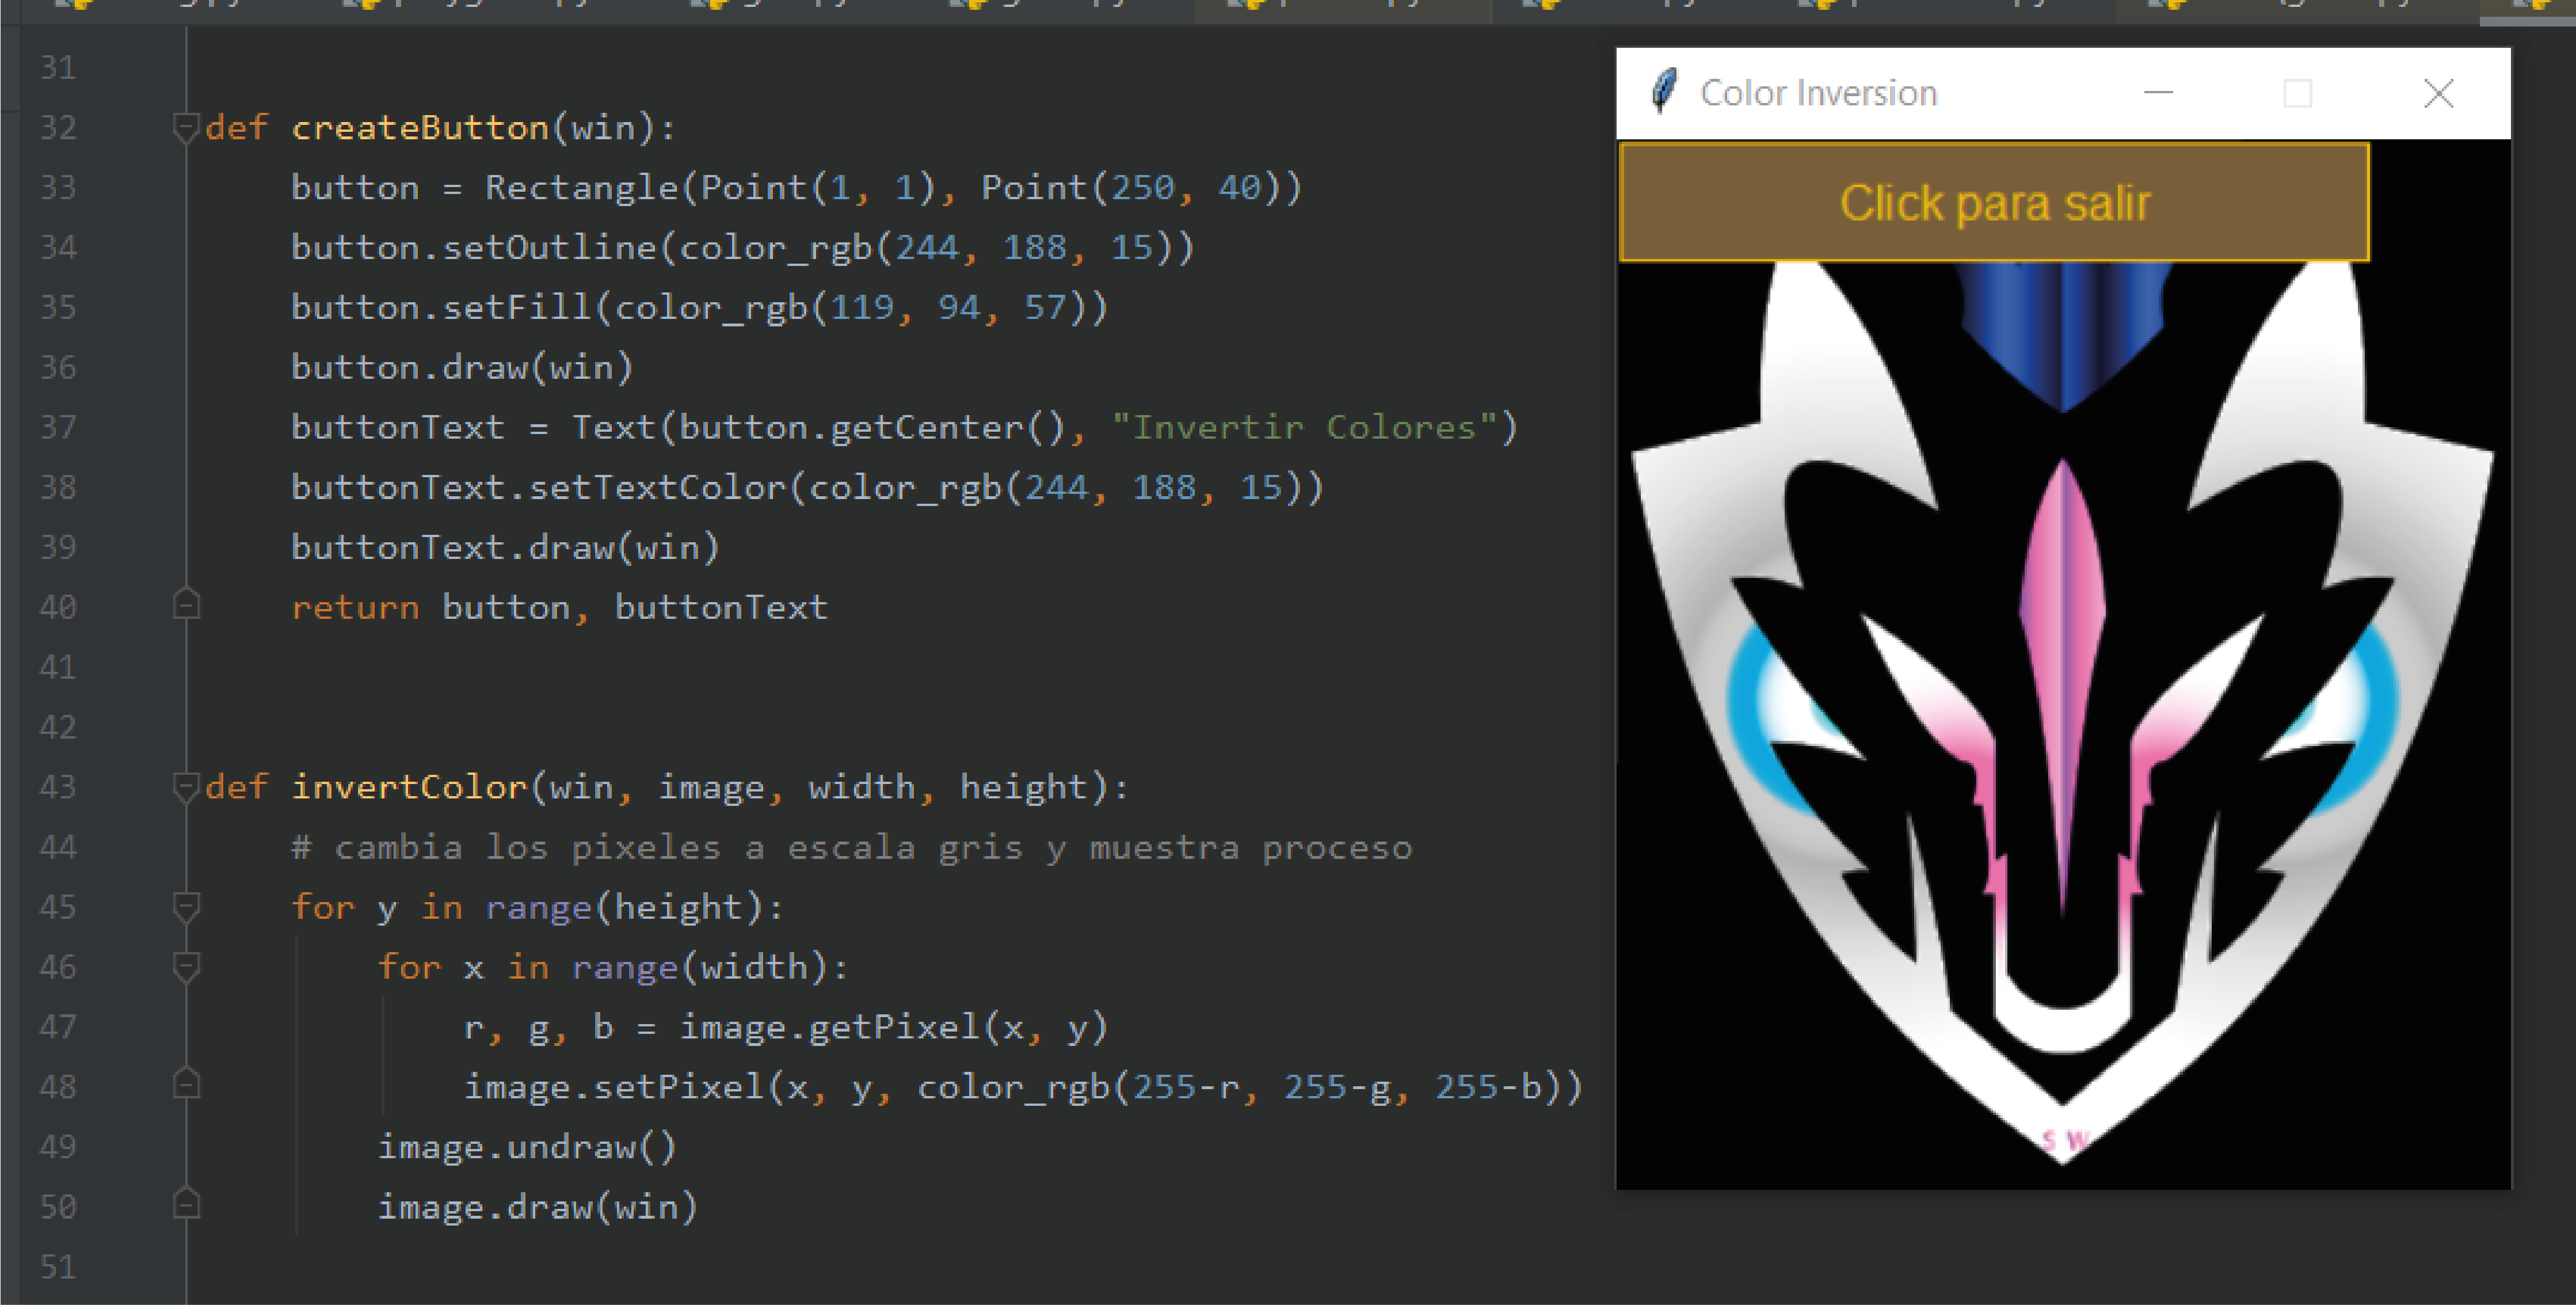 31
32 def createButton(win):
33 button = Rectangle(Point(1, 1), Point(250, 40))
34 button.setOutline(color_rgb(244, 188, 15))
35 button.setFill(color_rgb(119, 94, 57))
36 button.draw(win)
37 buttonText = Text(button.getCenter(), "Invertir Colores")
38 buttonText.setTextColor(color_rgb(244, 188, 15))
39 buttonText.draw(win)
40 return button, buttonText
41
42
43 def invertColor(win, image, width, height):
44 # cambia los pixeles a escala gris y muestra proceso
45 for y in range(height):
46 for x in range(width):
47 r, g, b = image.getPixel(x, y)
48 image.setPixel(x, y, color_rgb(255-r, 255-g, 255-b))
49 image.undraw()
50 image.draw(win)
51
Color Inversion
Click para salir
S W